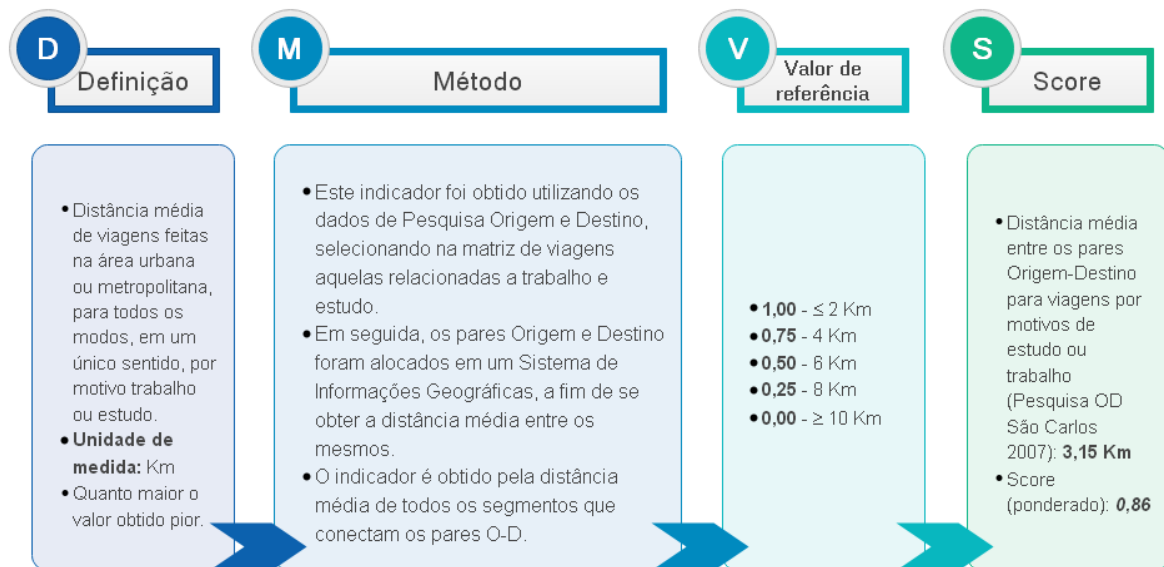 D
Definição
M
Método
V
Valor de
referência
S
Score
• Distância média
de viagens feitas
na área urbana
ou metropolitana,
para todos os
modos, em um
único sentido, por
motivo trabalho
ou estudo.
• Unidade de
medida: Km
• Quanto maior o
valor obtido pior.
• Este indicador foi obtido utilizando os
dados de Pesquisa Origem e Destino,
selecionando na matriz de viagens
aquelas relacionadas a trabalho e
estudo.
• Em seguida, os pares Origem e Destino
foram alocados em um Sistema de
Informações Geográficas, a fim de se
obter a distância média entre os
mesmos.
• O indicador é obtido pela distância
média de todos os segmentos que
conectam os pares O-D.
• 1,00 - ≤ 2 Km
• 0,75 - 4 Km
• 0,50 - 6 Km
• 0,25 - 8 Km
• 0,00 - ≥ 10 Km
• Distância média
entre os pares
Origem-Destino
para viagens por
motivos de
estudo ou
trabalho
(Pesquisa OD
São Carlos
2007): 3,15 Km
• Score
(ponderado): 0,86